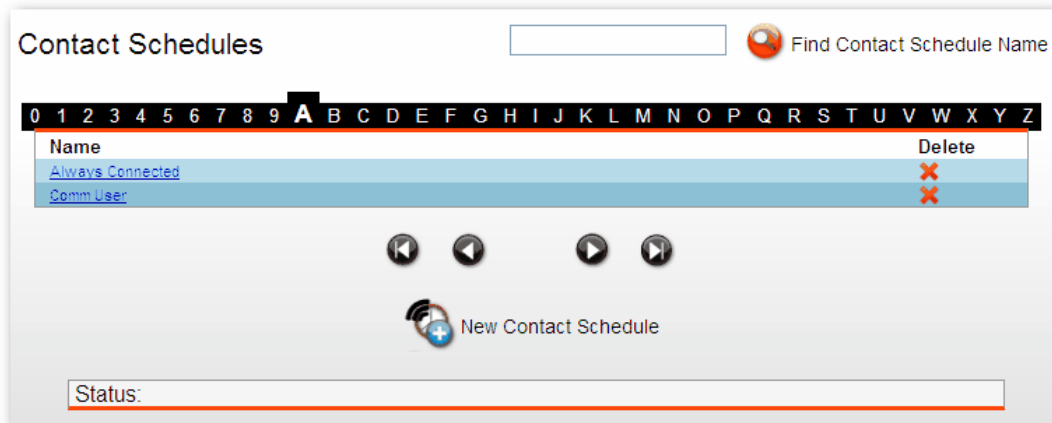 Contact Schedules
Find Contact Schedule Name
0 1 2 3 4 5 6 7 8 9 A B C D E F G H I J K L M N O P Q R S T U V W X Y Z
Name Delete
Always Connected
Comm User
New Contact Schedule
Status: